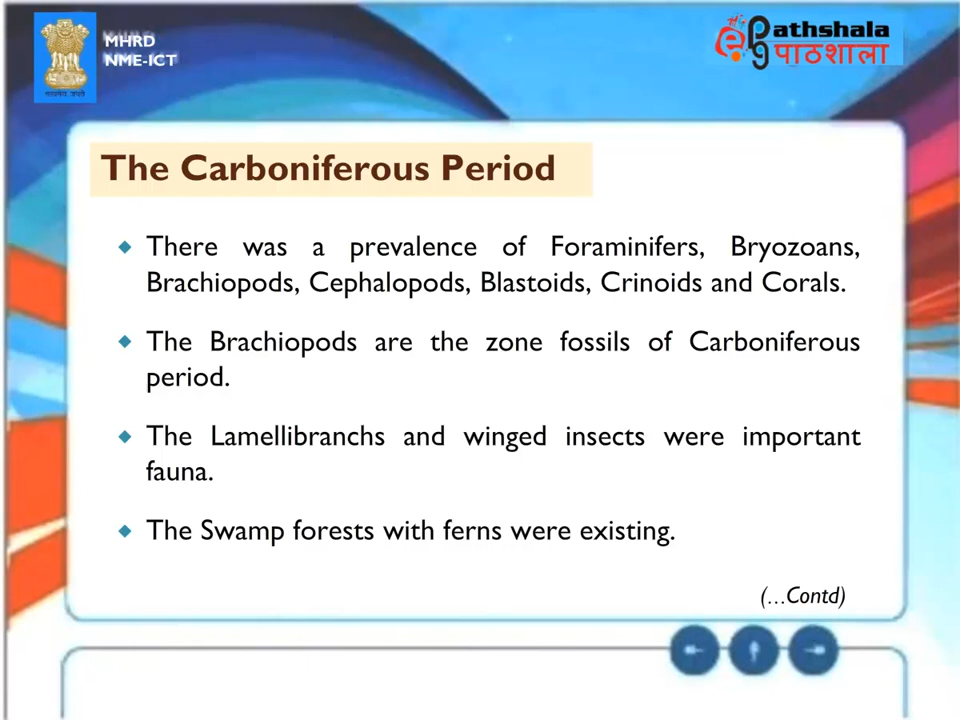 MHRD
NME-ICT
e pg Pathshala
पाठशाला
The Carboniferous Period
There was a prevalence of Foraminifers, Bryozoans,
Brachiopods, Cephalopods, Blastoids, Crinoids and Corals.
The Brachiopods are the zone fossils of Carboniferous
period.
The Lamellibranchs and winged insects were important
fauna.
The Swamp forests with ferns were existing.
(...Contd)